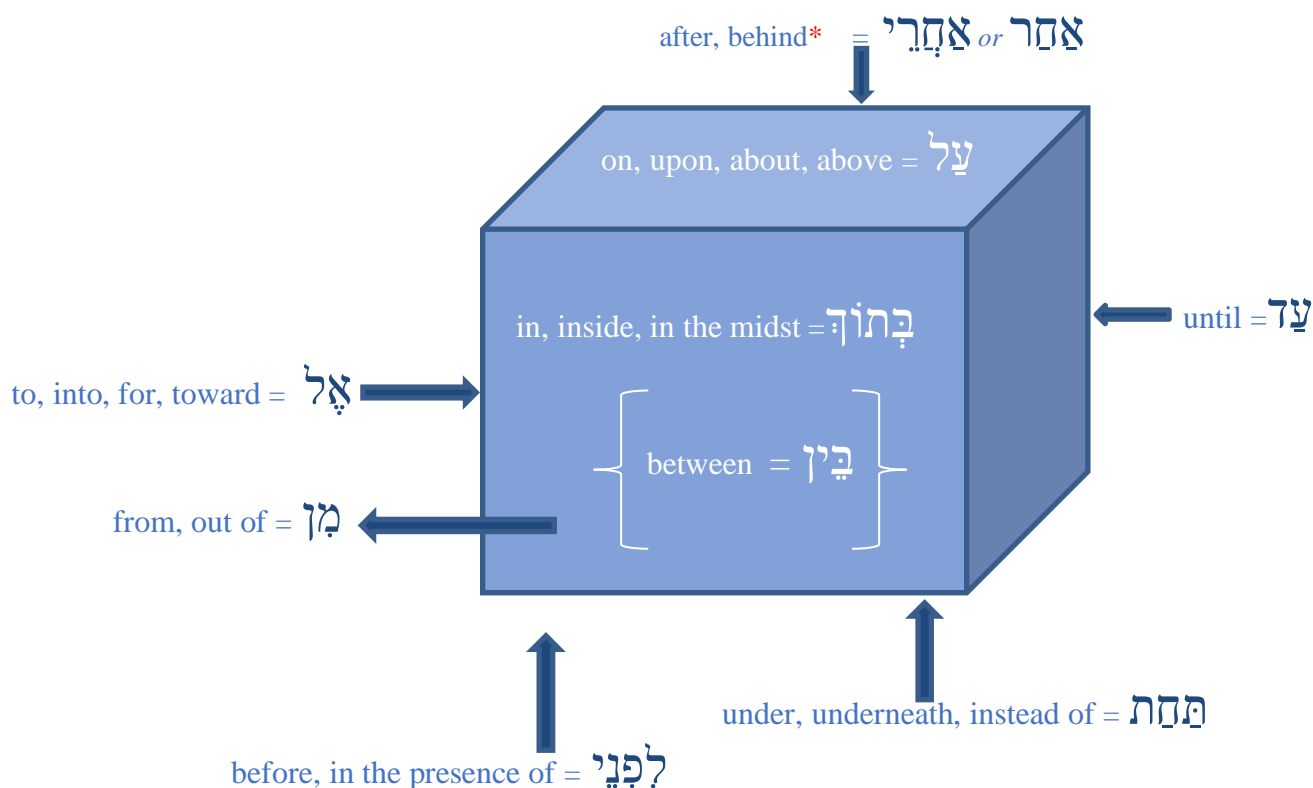 after, behind* = אַחֲרֵי or אַחַר
on, upon, about, above = עַל
in, inside, in the midst = בְּתוֹךְ
until = עַד
to, into, for, toward = אֶל
between = בֵּין
from, out of = מִן
under, underneath, instead of = תַּחַת
before, in the presence of = לִפְנֵי